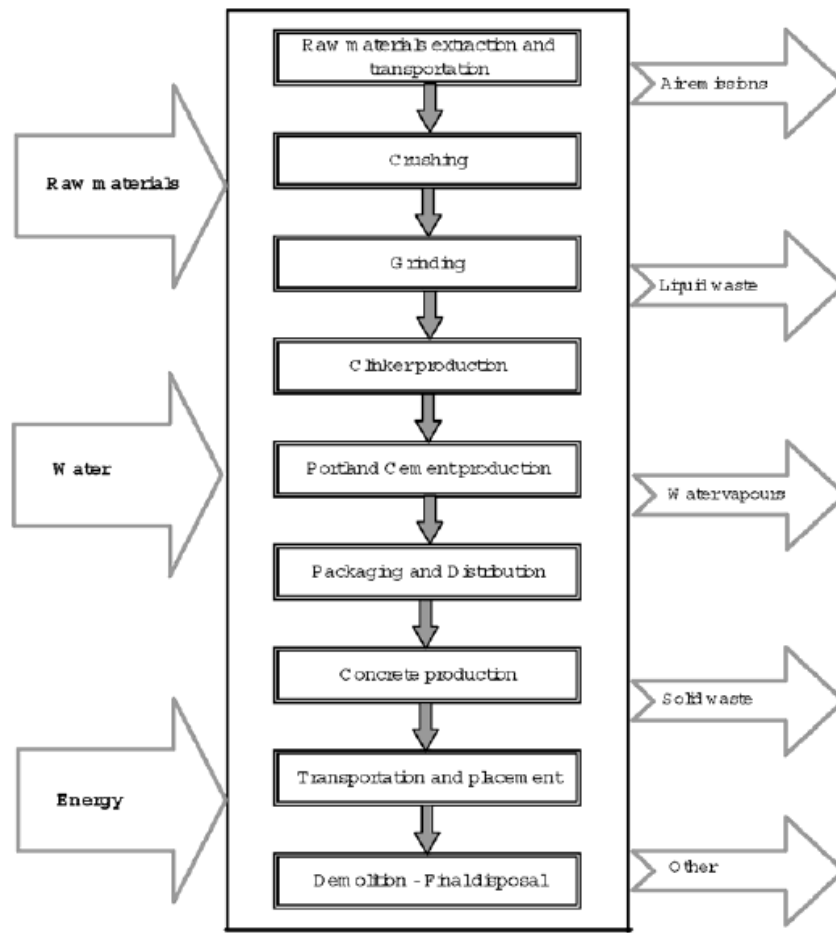 Raw materials extraction and
transportation
Air emissions
Crushing
Raw materials
Grinding
Liquid waste
Clinker production
Water
Portland Cement production
Water vapours
Packaging and Distribution
Concrete production
Solid waste
Transportation and placement
Energy
Other
Demolition - Final disposal